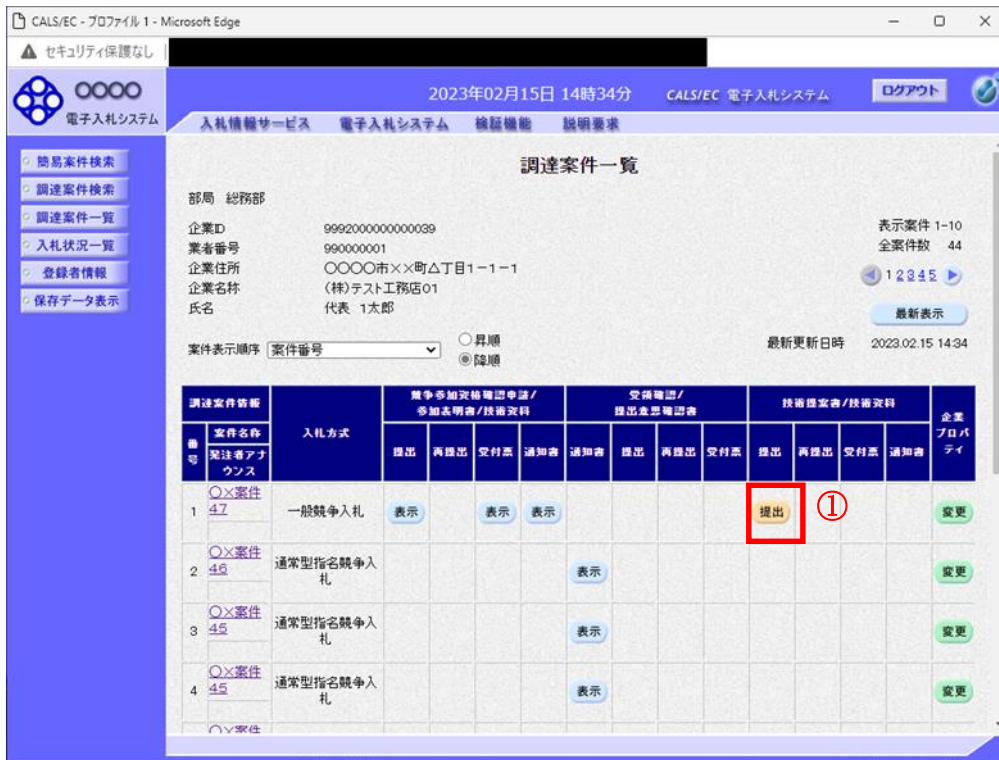 CALS/EC - プロファイル 1 - Microsoft Edge
セキュリティ保護なし
〇〇〇〇
電子入札システム
2023年02月15日 14時34分
CALS/EC 電子入札システム
ログアウト
入札情報サービス 電子入札システム 検証機能 説明要求
簡易案件検索
調達案件検索
調達案件一覧
入札状況一覧
登録者情報
保存データ表示
調達案件一覧
部局 総務部
企業ID 9992000000000039
業者番号 990000001
企業住所 〇〇〇〇市××町△丁目1-1-1
企業名称 (株)テスト工務店01
氏名 代表 1太郎
表示案件 1-10
全案件数 44
1 2 3 4 5
最新表示
案件表示順序 案件番号
昇順
降順
最新更新日時 2023.02.15 14:34
調達案件情報 入札方式 競争参加資格確認申請/参加表明書/技術資料 受領確認/提出意思確認書 技術提案書/技術資料 企業プロパティ
番号 案件名称 発注者アナウンス 提出 再提出 受付票 通知書 通知書 提出 再提出 受付票 提出 再提出 受付票 通知書
1 〇×案件47 一般競争入札 表示 表示 表示 提出 ① 変更
2 〇×案件46 通常型指名競争入札 表示 変更
3 〇×案件45 通常型指名競争入札 表示 変更
4 〇×案件45 通常型指名競争入札 表示 変更
〇×案件